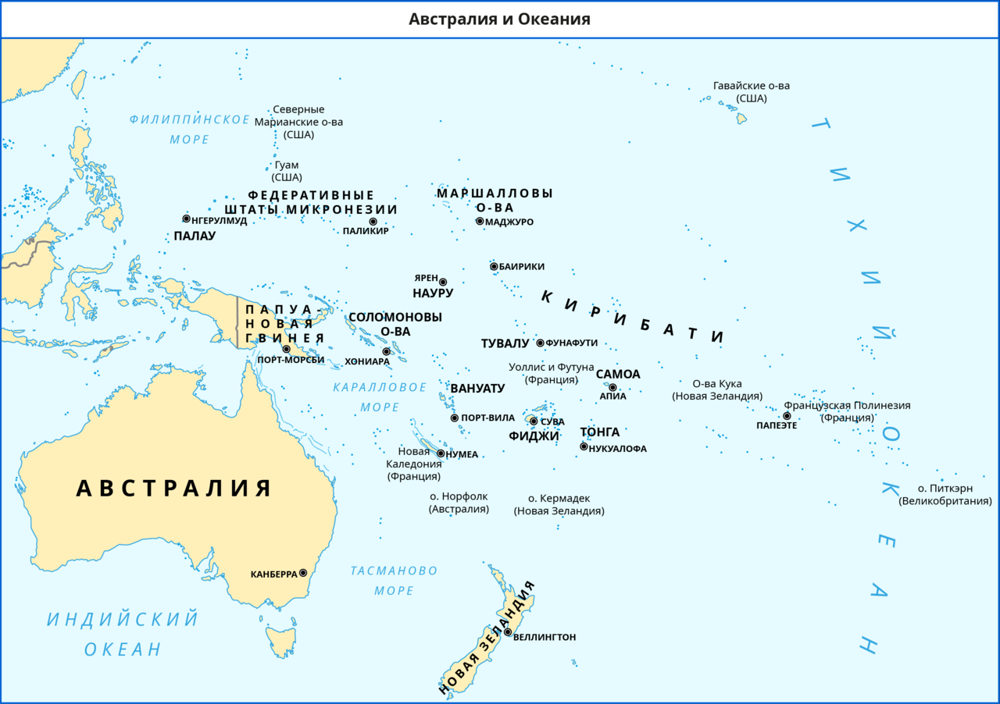 Австралия и Океания
Гавайские о-ва
(США)
Северные
Марианские о-ва
(США)
ФИЛИППИНСКОЕ
МОРЕ
Гуам
(США)
ФЕДЕРАТИВНЫЕ
ШТАТЫ МИКРОНЕЗИИ
МАРШАЛЛОВЫ
О-ВА
НГЕРУЛМУД
ПАЛАУ
ПАЛИКИР
МАДЖУРО
БАИРИКИ
ЯРЕН
НАУРУ
КИРИБАТИ
ПАПУА-
НОВАЯ
ГВИНЕЯ
ПОРТ-МОРСБИ
СОЛОМОНОВЫ
О-ВА
ХОНИАРА
ТУВАЛУ
ФУНАФУТИ
Уоллис и Футуна
(Франция)
САМОА
АПИА
О-ва Кука
(Новая Зеландия)
КАРАЛЛОВОЕ
МОРЕ
ВАНУАТУ
ПОРТ-ВИЛА
СУВА
ФИДЖИ
ТОНГА
НУКУАЛОФА
Французская Полинезия
(Франция)
ПАПЕЭТЕ
Новая
Каледония
(Франция)
НУМЕА
АВСТРАЛИЯ
о. Норфолк
(Австралия)
о. Кермадек
(Новая Зеландия)
о. Питкэрн
(Великобритания)
КАНБЕРРА
ТАСМАНОВО
МОРЕ
НОВАЯ ЗЕЛАНДИЯ
ВЕЛЛИНГТОН
ИНДИЙСКИЙ
ОКЕАН
ТИХИЙ ОКЕАН